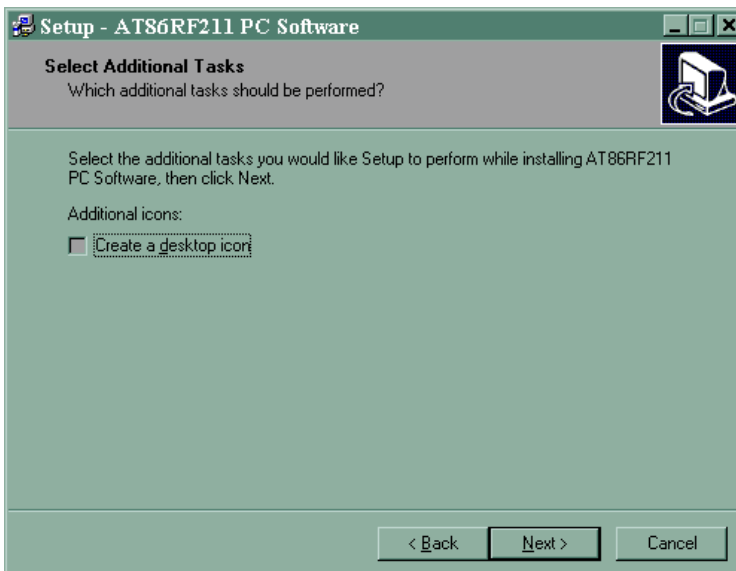 Setup - AT86RF211 PC Software
Select Additional Tasks
Which additional tasks should be performed?
Select the additional tasks you would like Setup to perform while installing AT86RF211
PC Software, then click Next.
Additional icons:
Create a desktop icon
< Back Next > Cancel